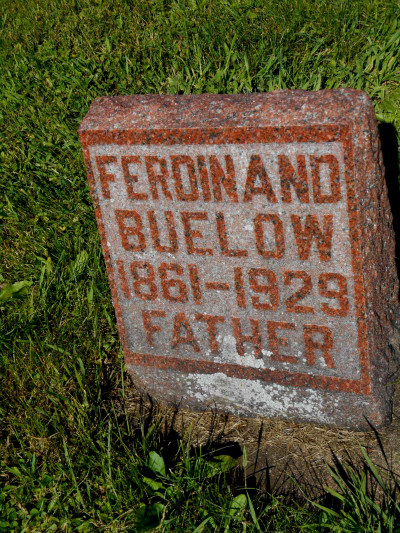 FERDINAND
BUELOW
1861-1929
FATHER